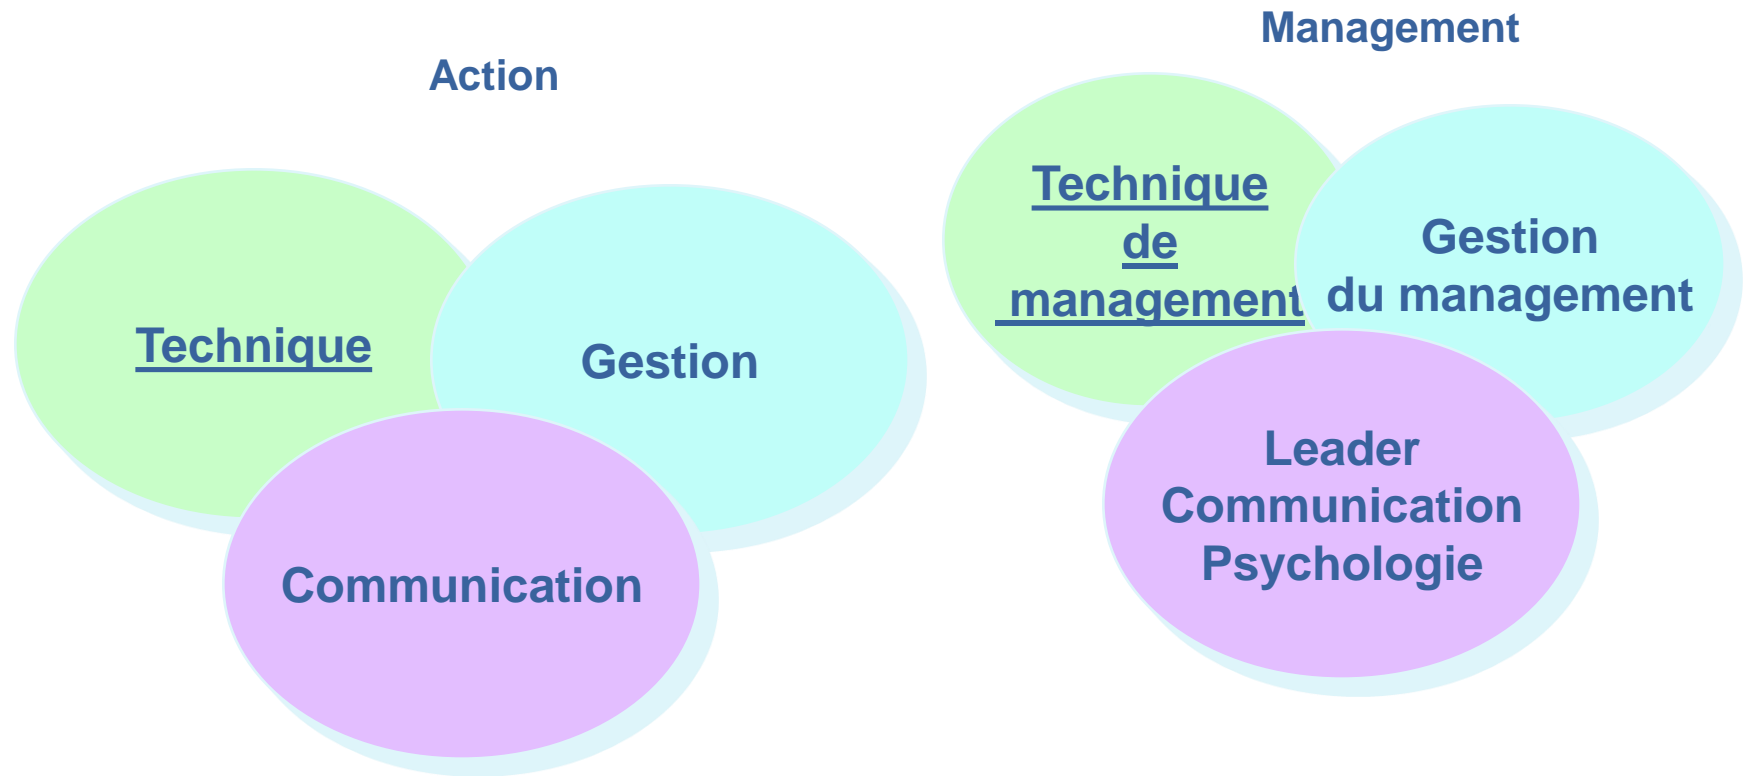 Action
Technique
Gestion
Communication
Management
Technique
de
management
Gestion
du management
Leader
Communication
Psychologie